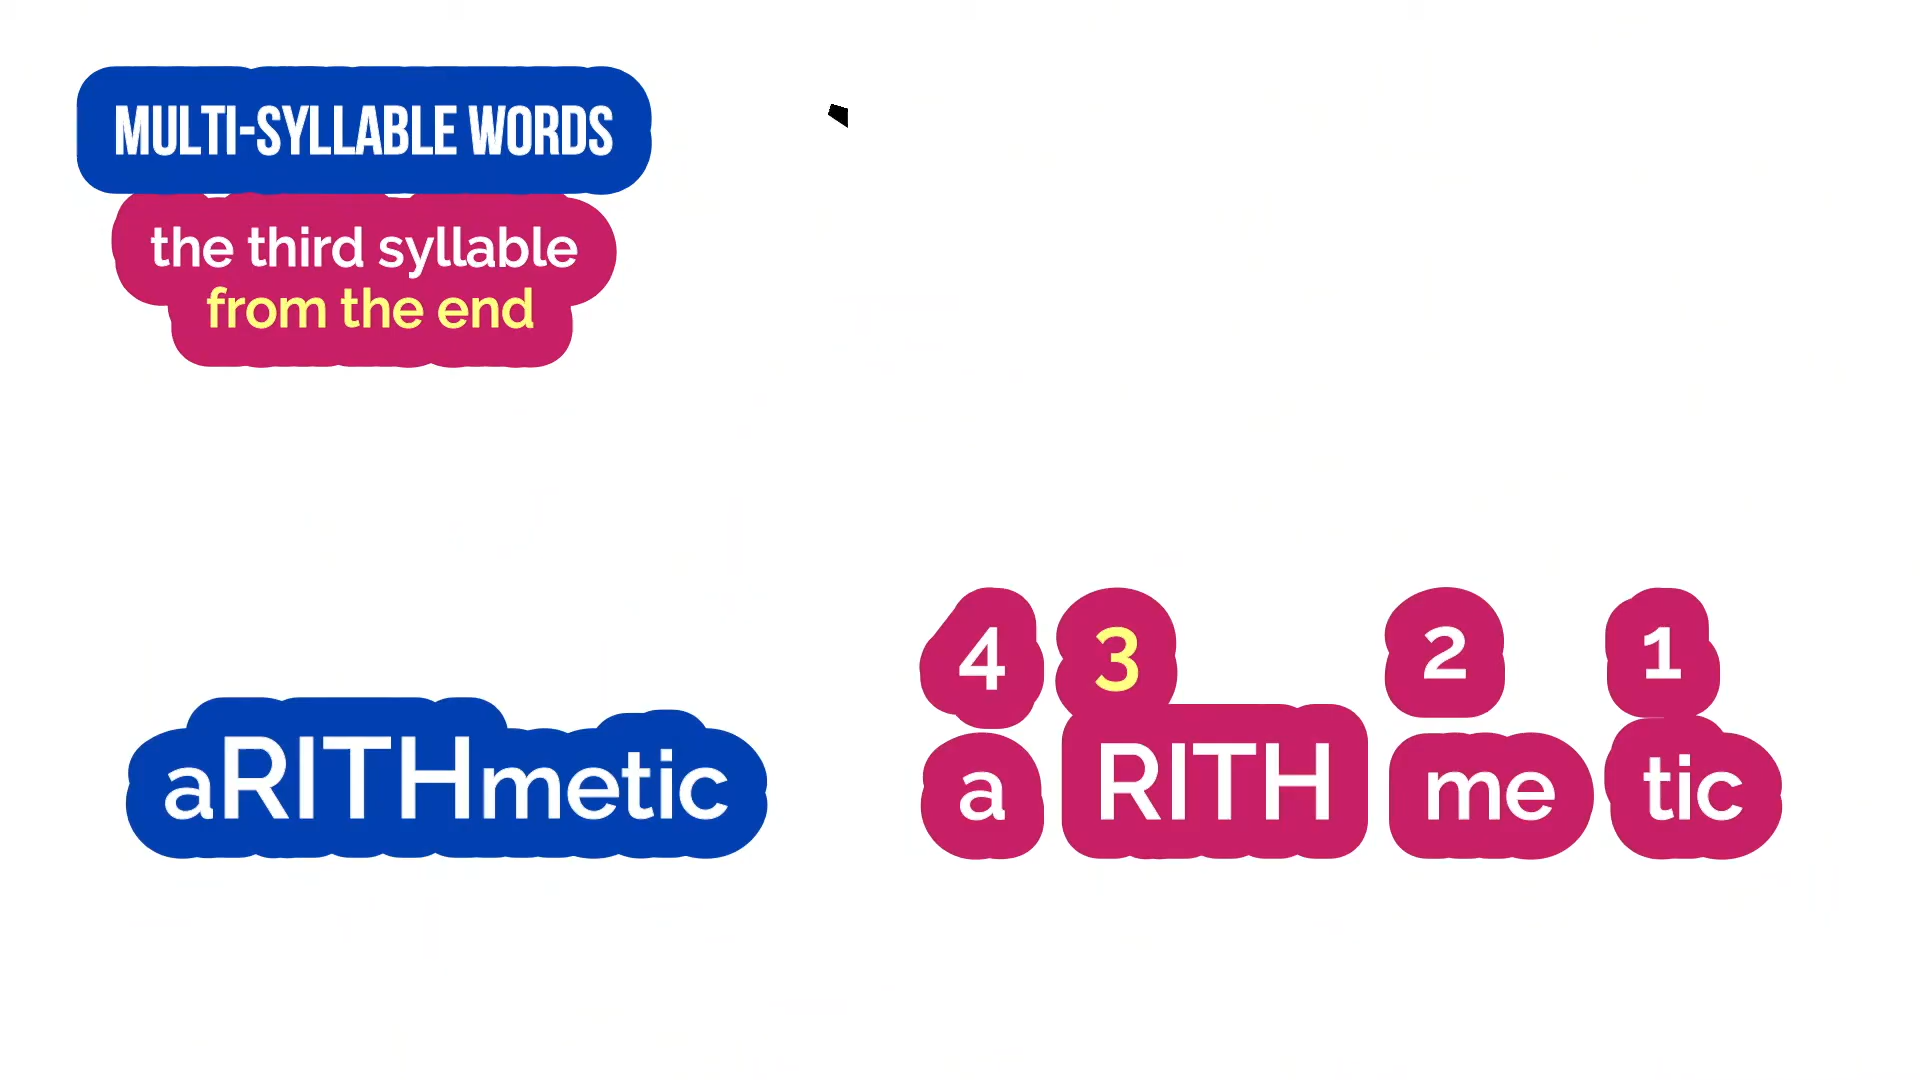 MULTI-SYLLABLE WORDS
the third syllable
from the end
4 3 2 1
aRITHmetic
a RITH me tic